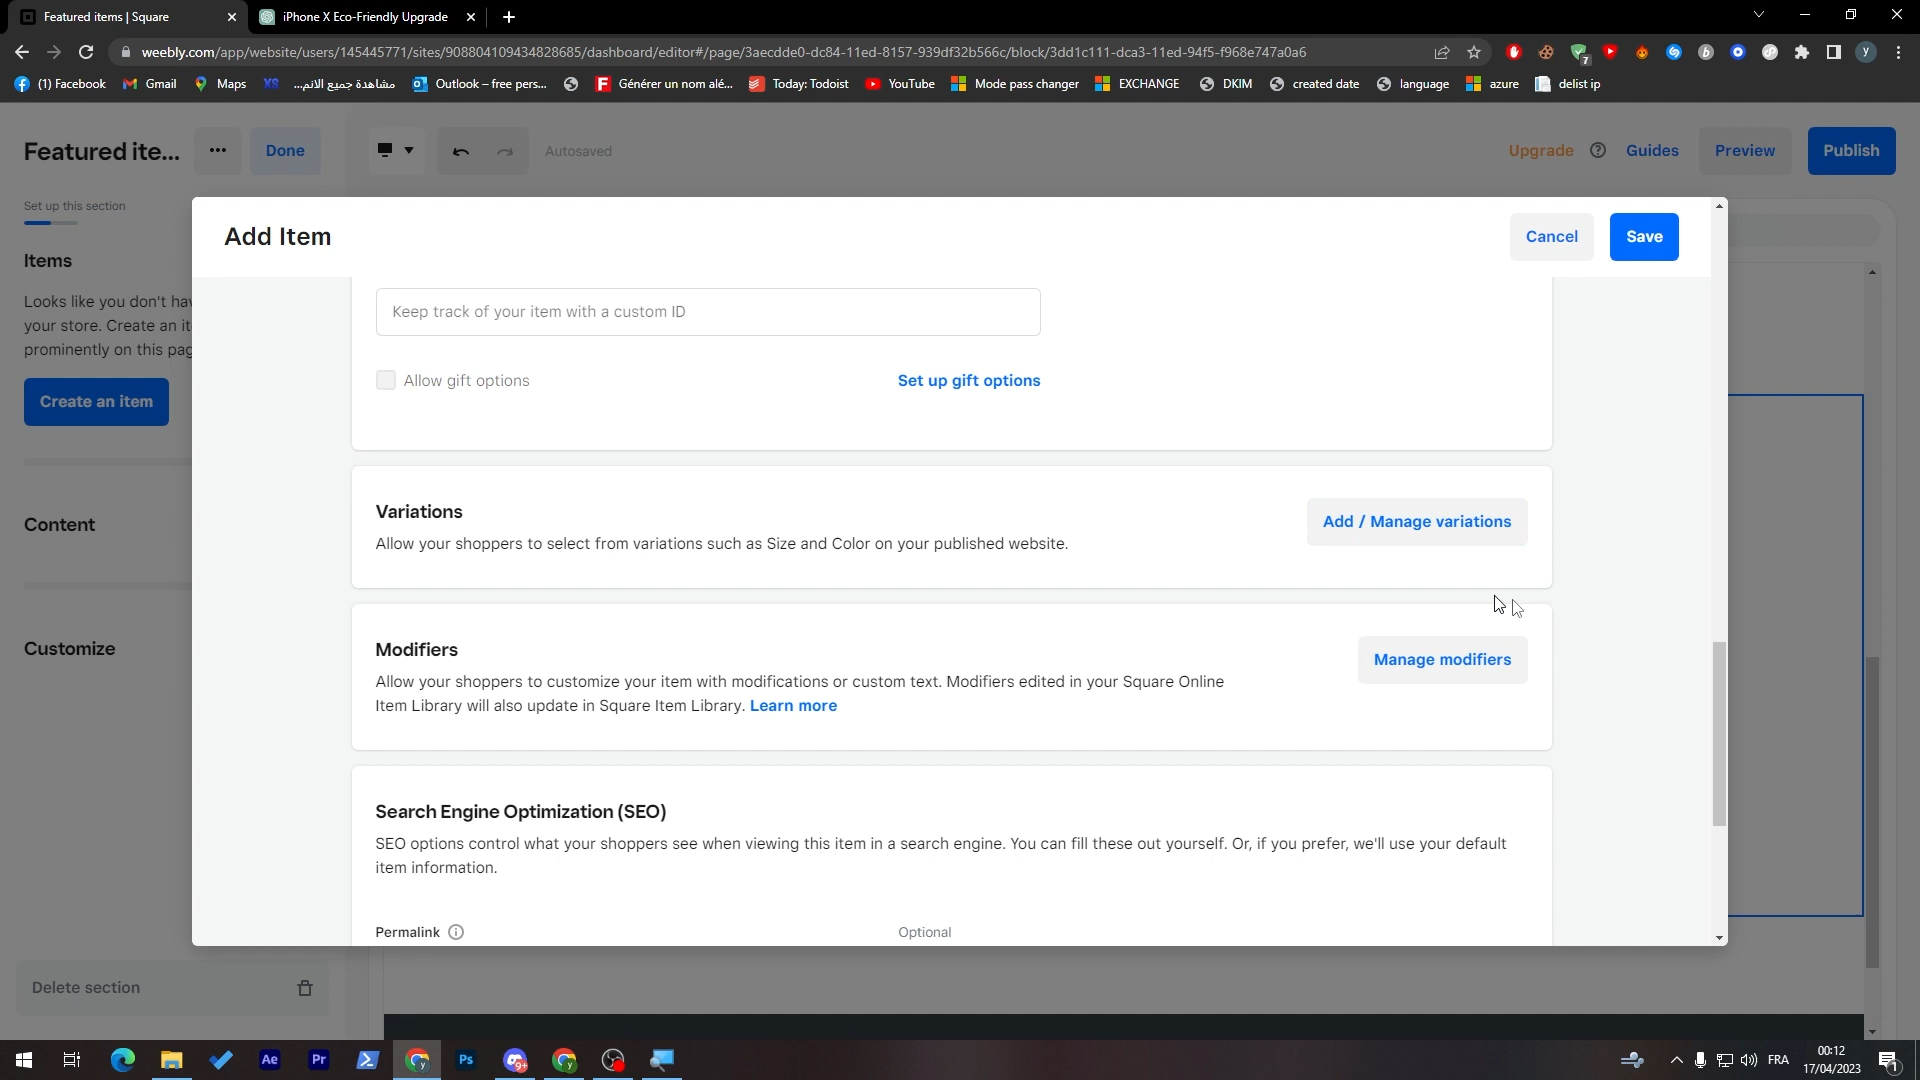 Featured items | Square
iPhone X Eco-Friendly Upgrade
weebly.com/app/website/users/145445771/sites/908804109434828685/dashboard/editor#/page/3aecdde0-dc84-11ed-8157-939df32b566c/block/3dd1c111-dca3-11ed-94f5-f968e747a0a6
7
y
(1) Facebook
Gmail
Maps
XS
مشاهدة جميع الانم...
Outlook – free pers...
Générer un nom alé...
Today: Todoist
YouTube
Mode pass changer
EXCHANGE
DKIM
created date
language
azure
delist ip
Featured ite...
Done
Autosaved
Upgrade
Guides
Preview
Publish
Set up this section
Items
Looks like you don't hav
your store. Create an it
prominently on this pag
Create an item
Content
Customize
Delete section
Add Item
Cancel
Save
Keep track of your item with a custom ID
Allow gift options
Set up gift options
Variations
Allow your shoppers to select from variations such as Size and Color on your published website.
Add / Manage variations
Modifiers
Allow your shoppers to customize your item with modifications or custom text. Modifiers edited in your Square Online
Item Library will also update in Square Item Library. Learn more
Manage modifiers
Search Engine Optimization (SEO)
SEO options control what your shoppers see when viewing this item in a search engine. You can fill these out yourself. Or, if you prefer, we'll use your default
item information.
Permalink
Optional
Ae
Pr
Ps
9+
FRA
00:12
17/04/2023
1